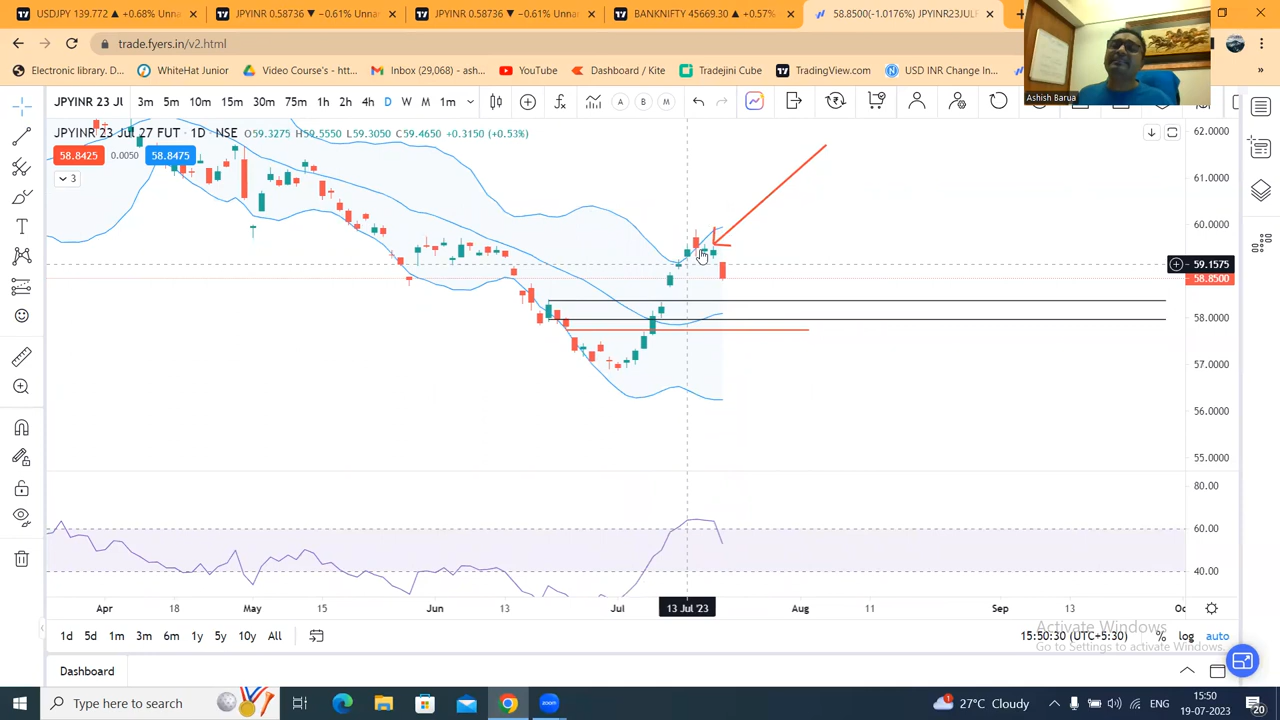 USDJPY 139.772 ▲ +0.68% Unna
JPYINR 0.58736 ▼ −0.61% Unna
JPYINR 0.58736 ▼ −0.61% Unna
BANKNIFTY 45669.30 ▲ +0.57%
58.8500(-1.0176%) JPYINR23JUL
trade.fyers.in/v2.html
Electronic library. D...
WhiteHat Junior
Video Course's - htt...
Inbox (29,068) - ash...
YouTube
Dashboard / Kite
Tradejini Cube
TradingView.com
USD INR Change In...
»
Ashish Barua
JPYINR 23 Jl
3m 5m 10m 15m 30m 75m 1h 2h 4h D W M 1m
A B M
JPYINR 23 Jul 27 FUT · 1D · NSE O59.3275 H59.5550 L59.3050 C59.4650 +0.3150 (+0.53%)
58.8425 0.0050 58.8475
3
62.0000
61.0000
60.0000
59.1575
58.8500
58.0000
57.0000
56.0000
55.0000
80.00
60.00
40.00
Apr 18 May 15 Jun 13 Jul 13 Jul '23 Aug 11 Sep 13 Oc
1d 5d 1m 3m 6m 1y 5y 10y All
15:50:30 (UTC+5:30) % log auto
Activate Windows
Go to Settings to activate Windows.
Dashboard
Type here to search
zoom
1
27°C Cloudy
ENG
15:50
19-07-2023
20